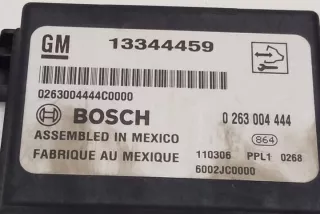 GM 13344459
0263004444C0000
BOSCH 0 263 004 444
ASSEMBLED IN MEXICO 864
FABRIQUE AU MEXIQUE 110306 PPL1 0268
6002JC0000